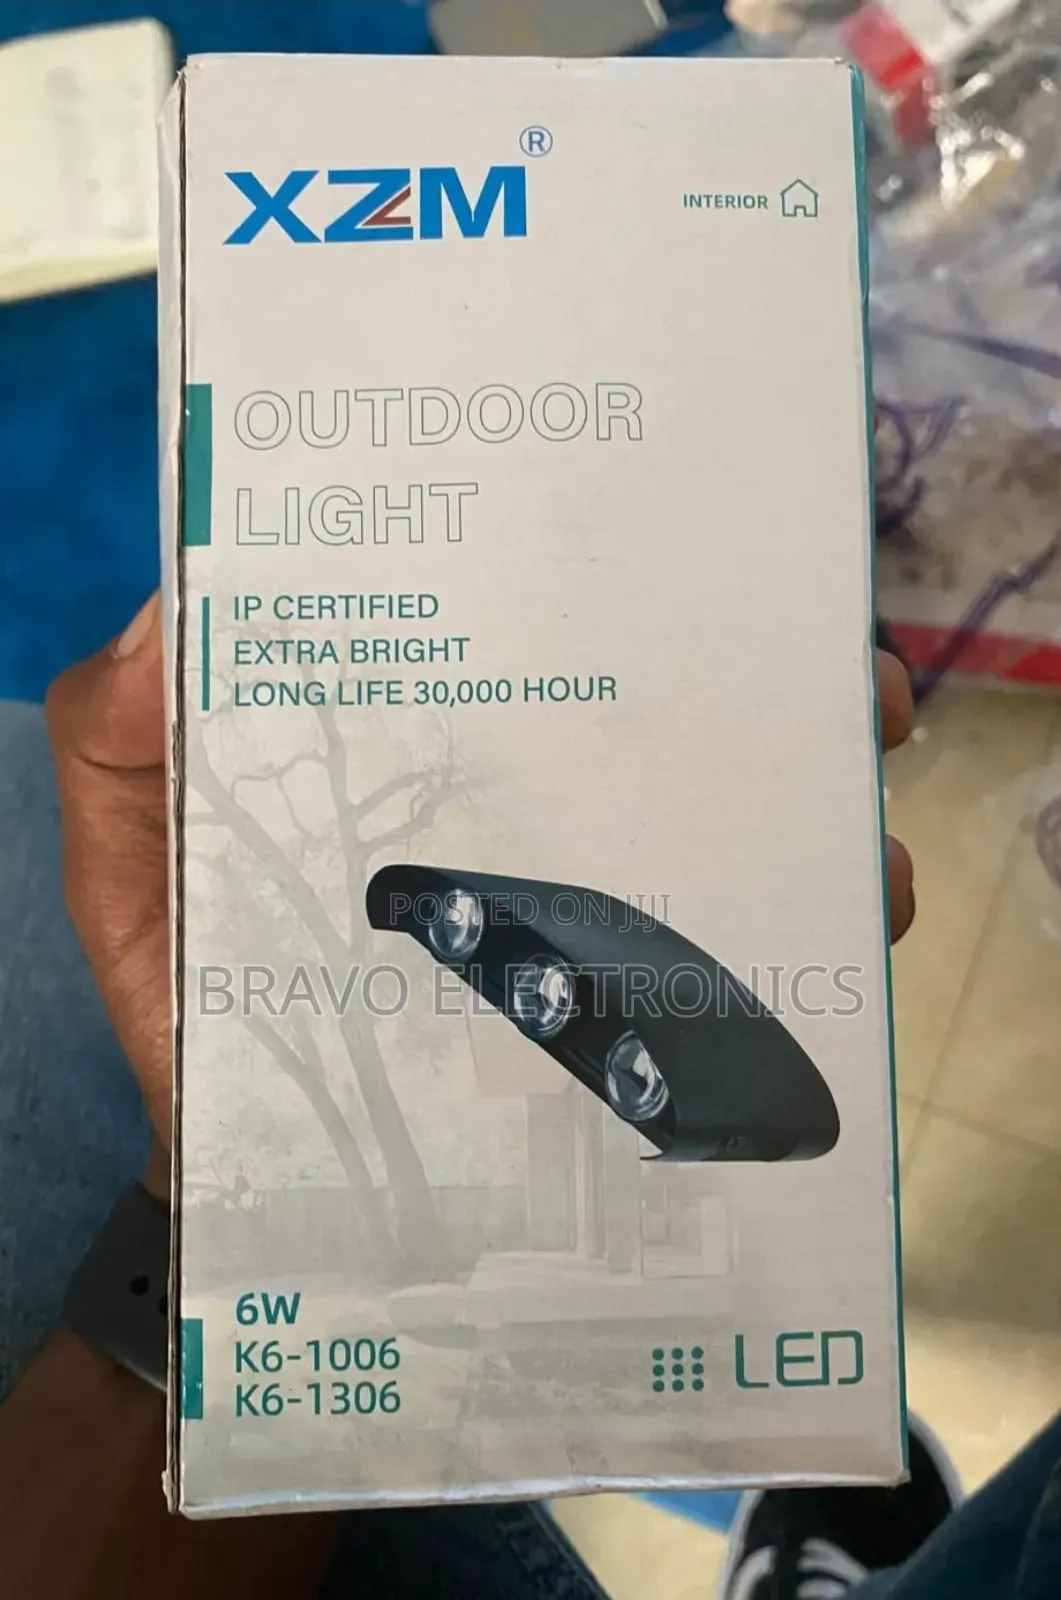 XZM®
INTERIOR
OUTDOOR
LIGHT
IP CERTIFIED
EXTRA BRIGHT
LONG LIFE 30,000 HOUR
POSTED ON JIJI
BRAVO ELECTRONICS
6W
K6-1006
K6-1306
LED